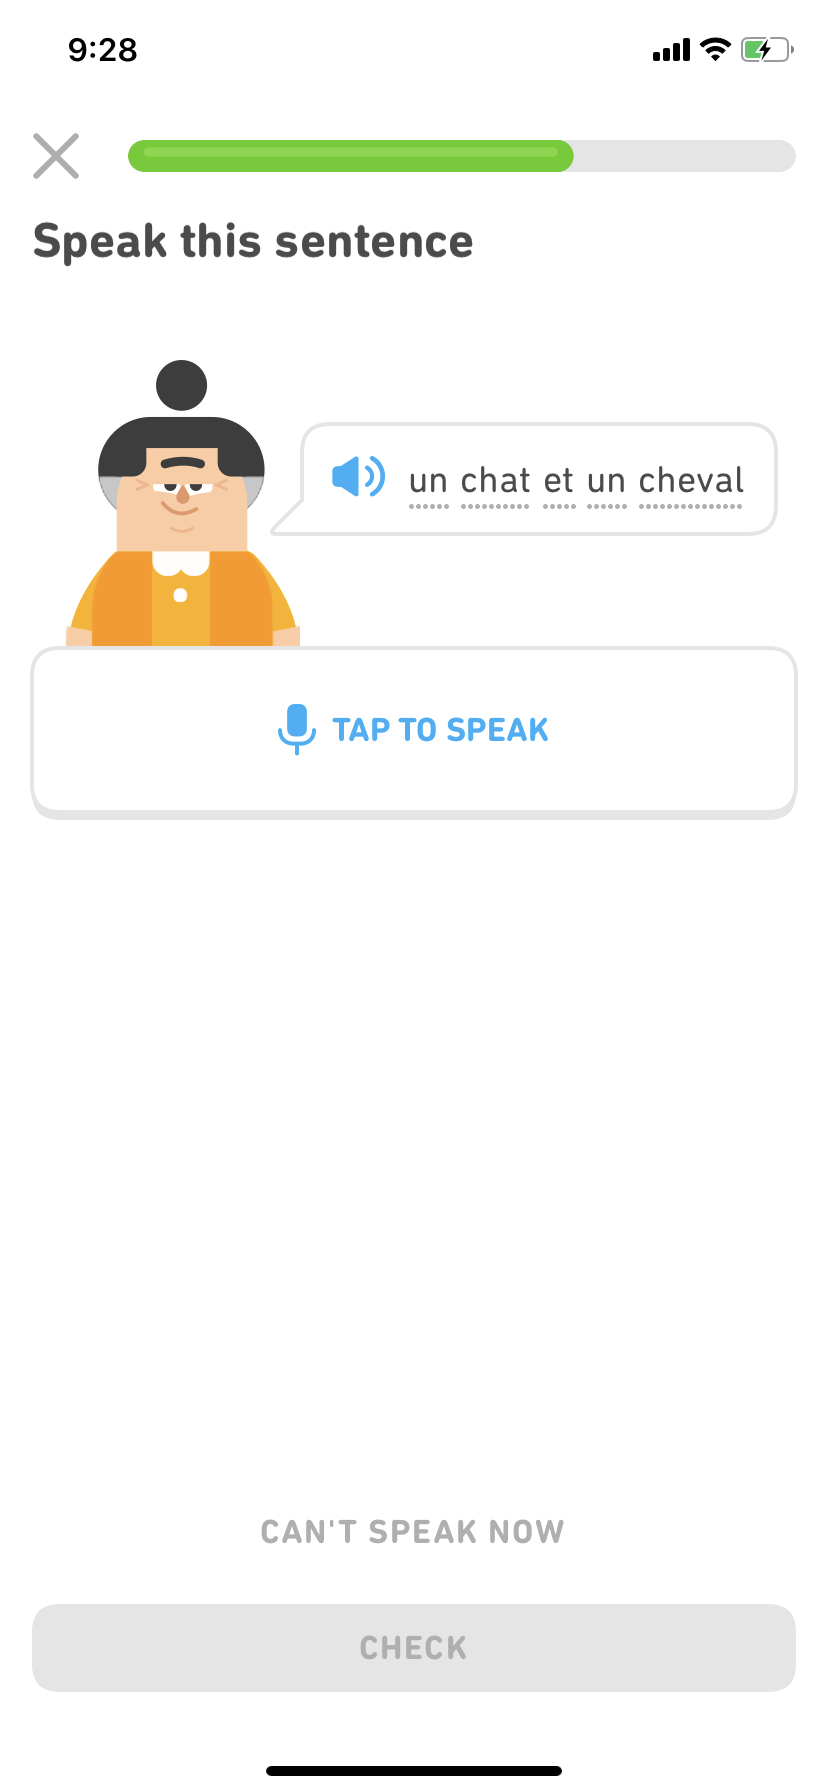 9:28
Speak this sentence
un chat et un cheval
TAP TO SPEAK
CAN'T SPEAK NOW
CHECK